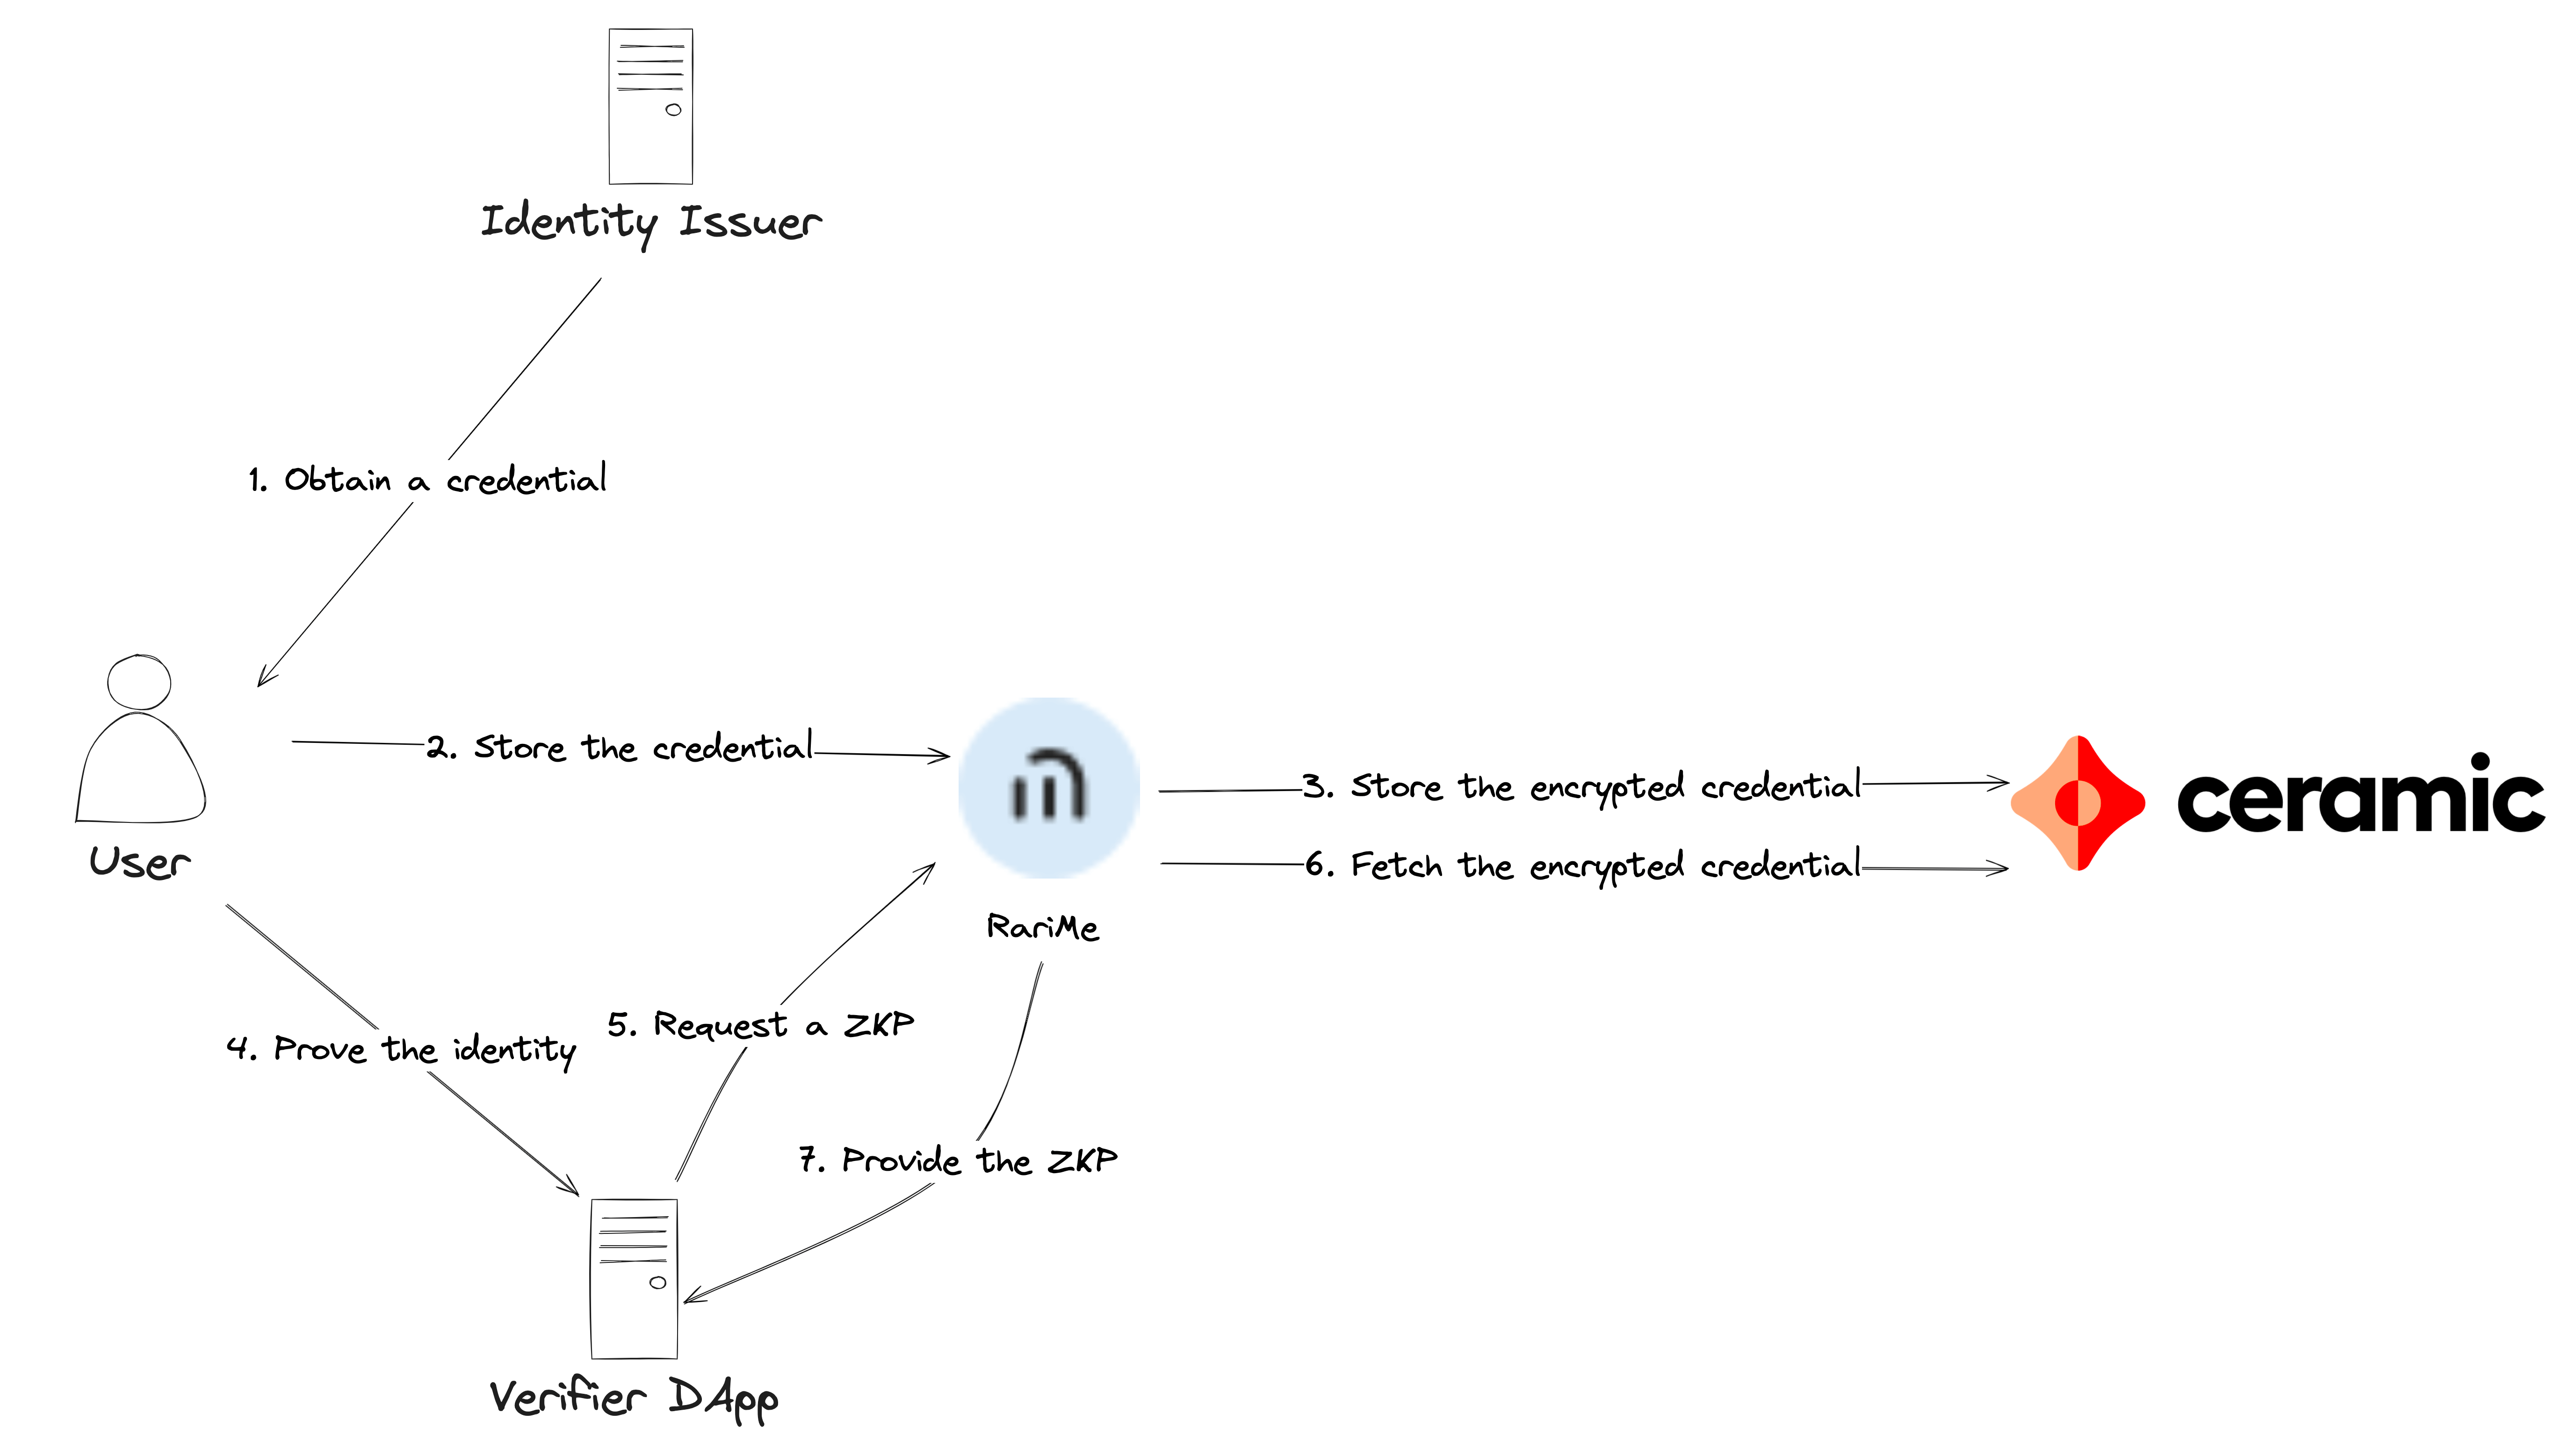 Identity Issuer
1. Obtain a credential
2. Store the credential
3. Store the encrypted credential
ceramic
User
6. Fetch the encrypted credential
RariMe
4. Prove the identity
5. Request a ZKP
7. Provide the ZKP
Verifier DApp